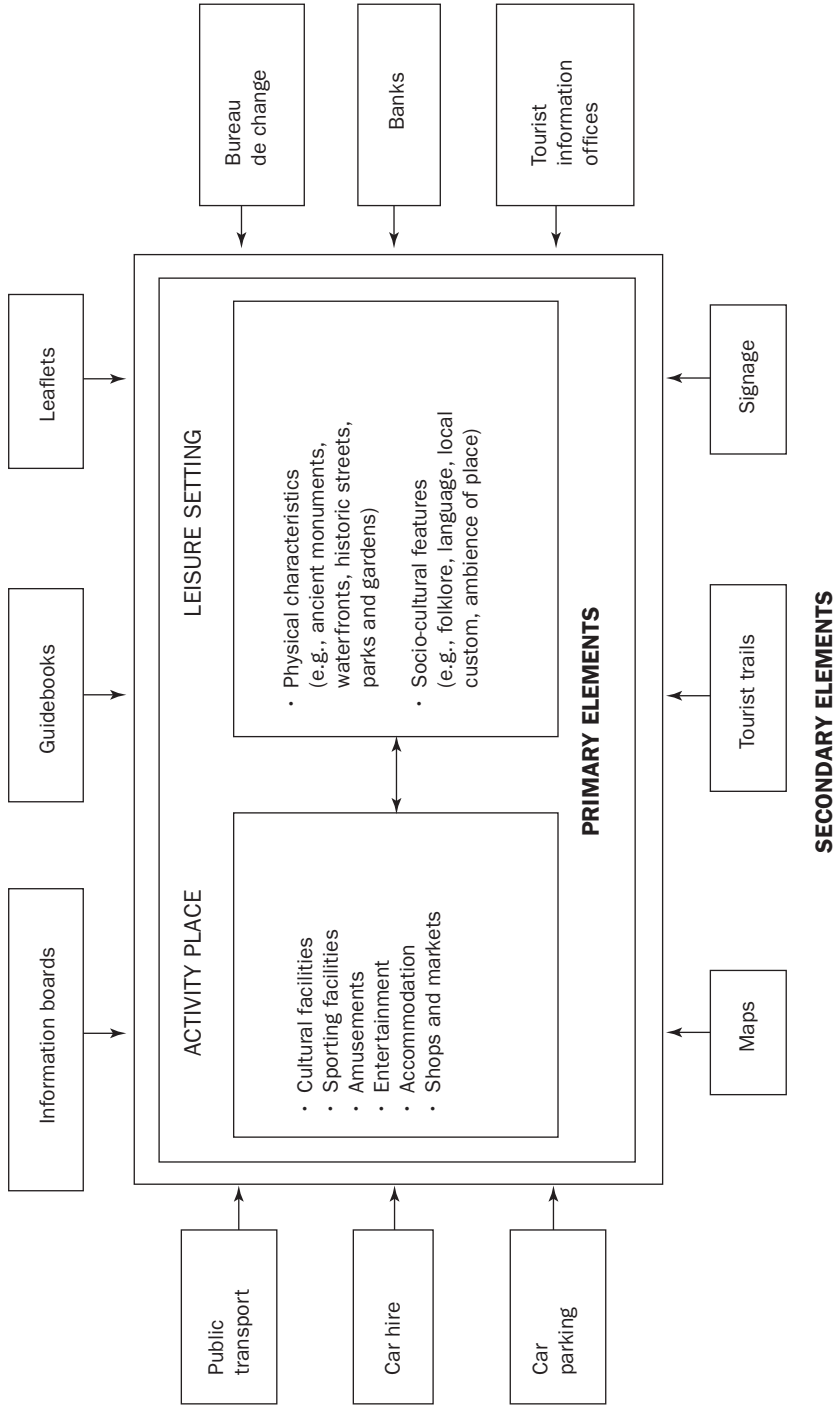 Information boards
Guidebooks
Leaflets
Public
transport
Car hire
Car
parking
ACTIVITY PLACE
· Cultural facilities
· Sporting facilities
· Amusements
· Entertainment
· Accommodation
· Shops and markets
LEISURE SETTING
· Physical characteristics
(e.g., ancient monuments,
waterfronts, historic streets,
parks and gardens)
· Socio-cultural features
(e.g., folklore, language, local
custom, ambience of place)
PRIMARY ELEMENTS
Bureau
de change
Banks
Tourist
information
offices
Maps
Tourist trails
Signage
SECONDARY ELEMENTS